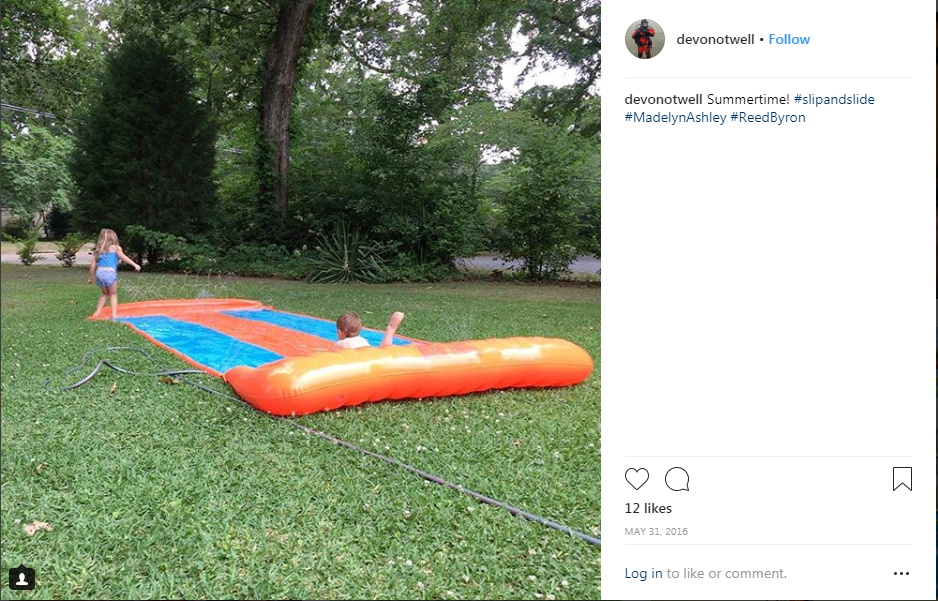 devonotwell • Follow
devonotwell Summertime! #slipandslide
#MadelynAshley #ReedByron
12 likes
MAY 31, 2016
Log in to like or comment.